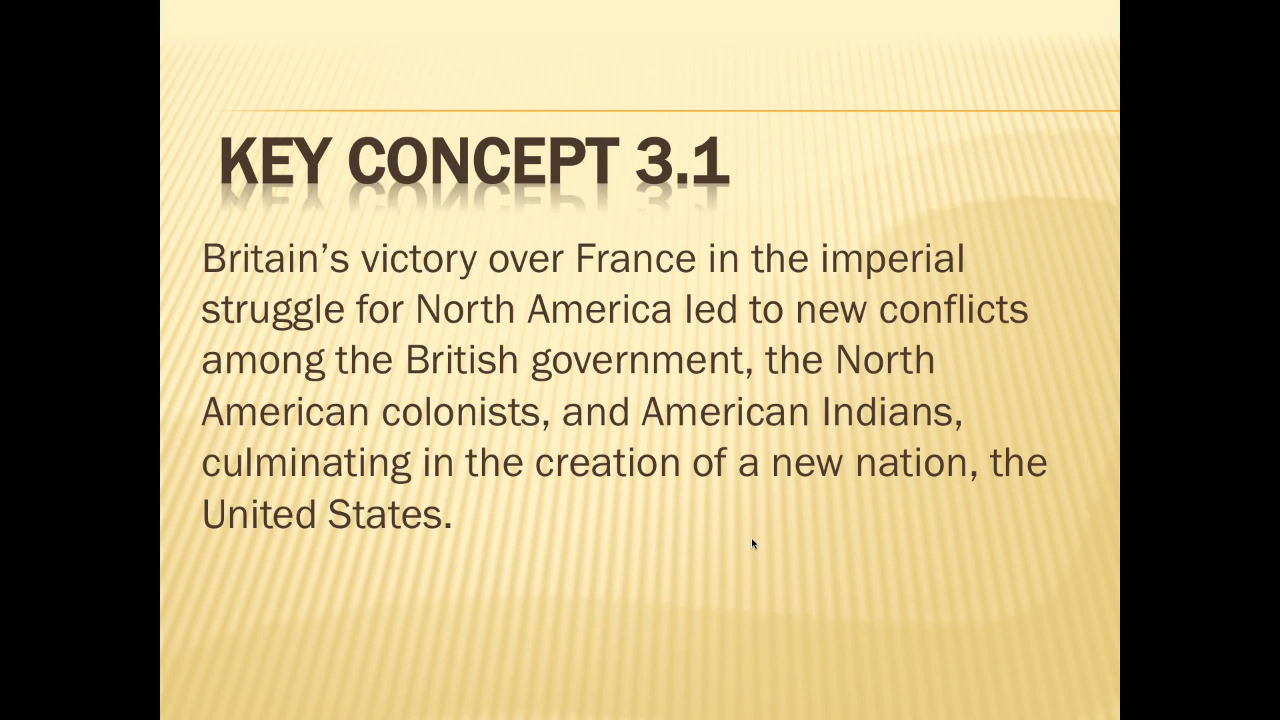 KEY CONCEPT 3.1
Britain’s victory over France in the imperial
struggle for North America led to new conflicts
among the British government, the North
American colonists, and American Indians,
culminating in the creation of a new nation, the
United States.